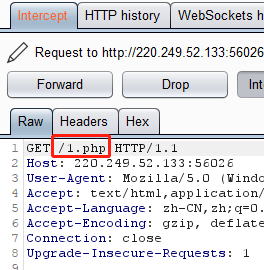 Intercept HTTP history WebSockets h
Request to http://220.249.52.133:56026
Forward Drop Int
Raw Headers Hex
1 GET /1.php HTTP/1.1
2 Host: 220.249.52.133:56026
3 User-Agent: Mozilla/5.0 (Windo
4 Accept: text/html,application/
5 Accept-Language: zh-CN,zh;q=0.
6 Accept-Encoding: gzip, deflate
7 Connection: close
8 Upgrade-Insecure-Requests: 1